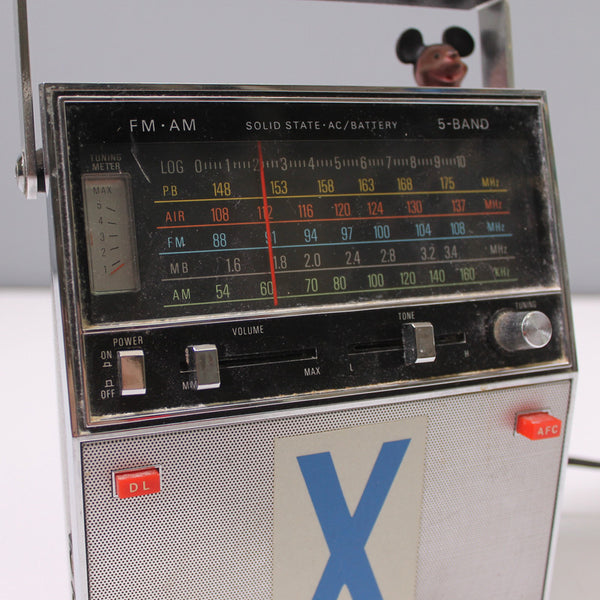 FM·AM SOLID STATE·AC/BATTERY 5-BAND
TUNING
METER
MAX
5
4
3
2
1
LOG 0 1 2 3 4 5 6 7 8 9 10
P.B 148 153 158 163 168 175 MHz
AIR 108 112 116 120 124 130 137 MHz
FM 88 91 94 97 100 104 108 MHz
MB 1.6 1.8 2.0 2.4 2.8 3.2 3.4 MHz
AM 54 60 70 80 100 120 140 160 KHz
POWER
ON
OFF
VOLUME
MAX
TONE
L H
TUNING
DL
AFC
X